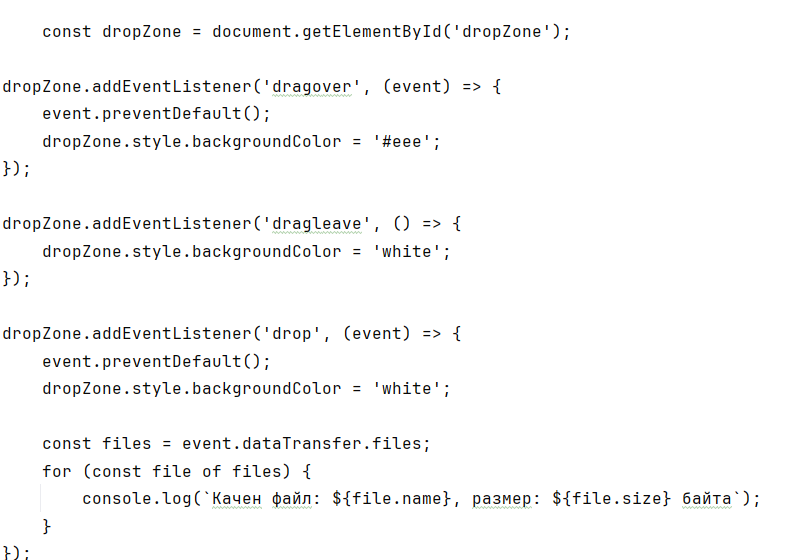 const dropZone = document.getElementById('dropZone');
dropZone.addEventListener('dragover', (event) => {
event.preventDefault();
dropZone.style.backgroundColor = '#eee';
});
dropZone.addEventListener('dragleave', () => {
dropZone.style.backgroundColor = 'white';
});
dropZone.addEventListener('drop', (event) => {
event.preventDefault();
dropZone.style.backgroundColor = 'white';
const files = event.dataTransfer.files;
for (const file of files) {
console.log(`Качен файл: ${file.name}, размер: ${file.size} байта`);
}
});